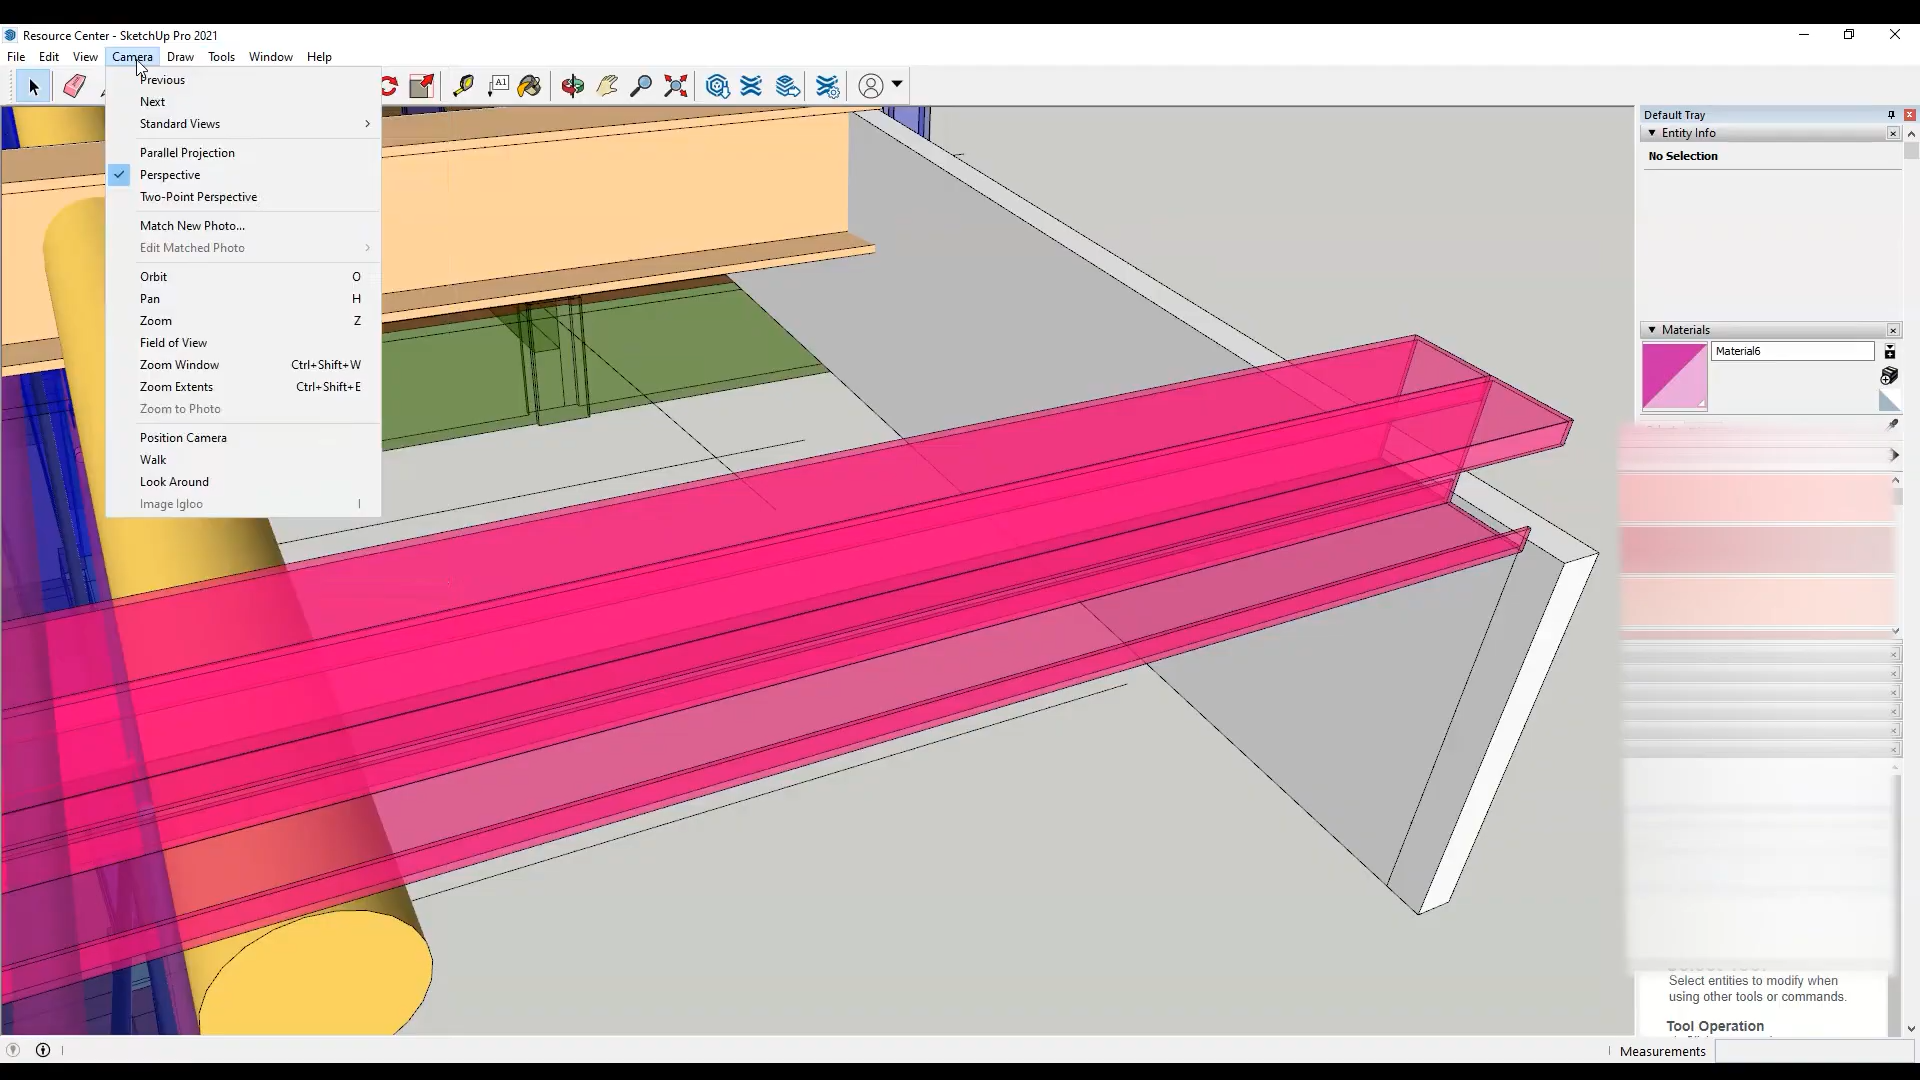 Resource Center - SketchUp Pro 2021
File Edit View Camera Draw Tools Window Help
A1
Previous
Next
Standard Views
Parallel Projection
Perspective
Two-Point Perspective
Match New Photo...
Edit Matched Photo
Orbit O
Pan H
Zoom Z
Field of View
Zoom Window Ctrl+Shift+W
Zoom Extents Ctrl+Shift+E
Zoom to Photo
Position Camera
Walk
Look Around
Image Igloo I
Default Tray
Entity Info
No Selection
Materials
Material6
Select entities to modify when
using other tools or commands.
Tool Operation
Measurements